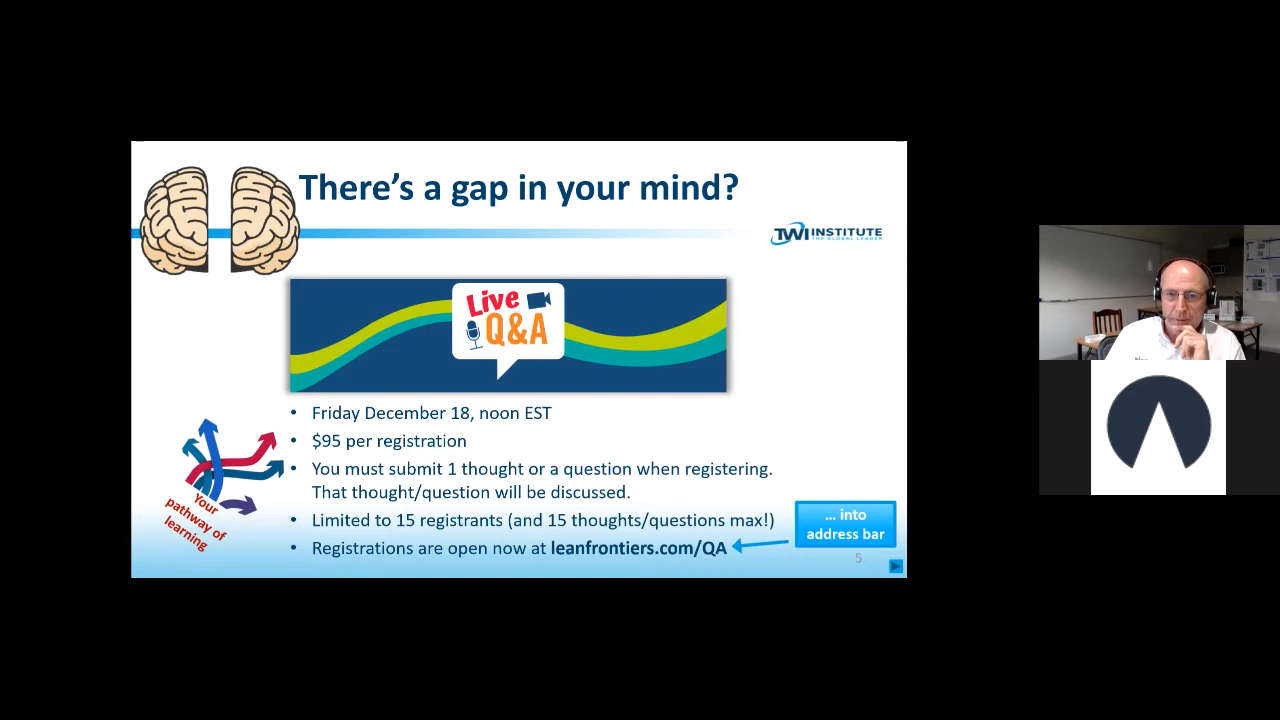 There's a gap in your mind?
TWI INSTITUTE
THE GLOBAL LEADER
Live
Q&A
• Friday December 18, noon EST
• $95 per registration
• You must submit 1 thought or a question when registering.
That thought/question will be discussed.
• Limited to 15 registrants (and 15 thoughts/questions max!)
• Registrations are open now at leanfrontiers.com/QA
Your
pathway of
learning
... into
address bar
5